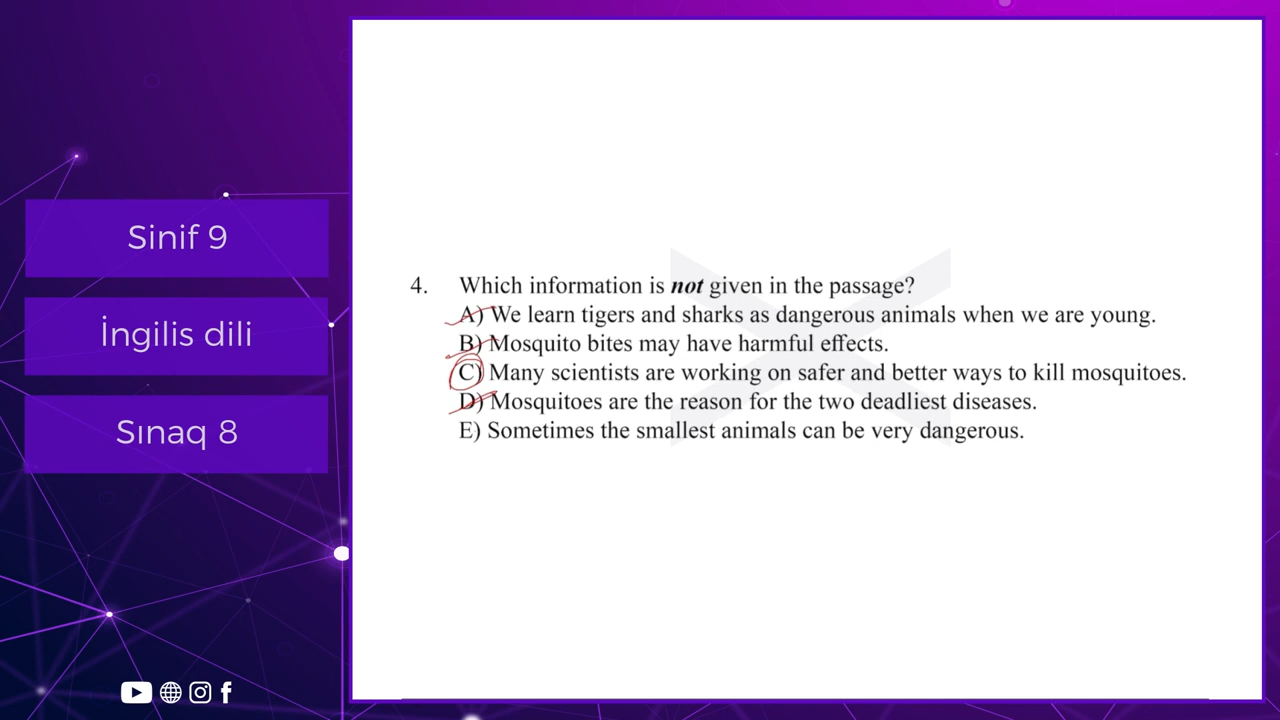 Sinif 9
İngilis dili
Sınaq 8
4. Which information is not given in the passage?
A) We learn tigers and sharks as dangerous animals when we are young.
B) Mosquito bites may have harmful effects.
C) Many scientists are working on safer and better ways to kill mosquitoes.
D) Mosquitoes are the reason for the two deadliest diseases.
E) Sometimes the smallest animals can be very dangerous.